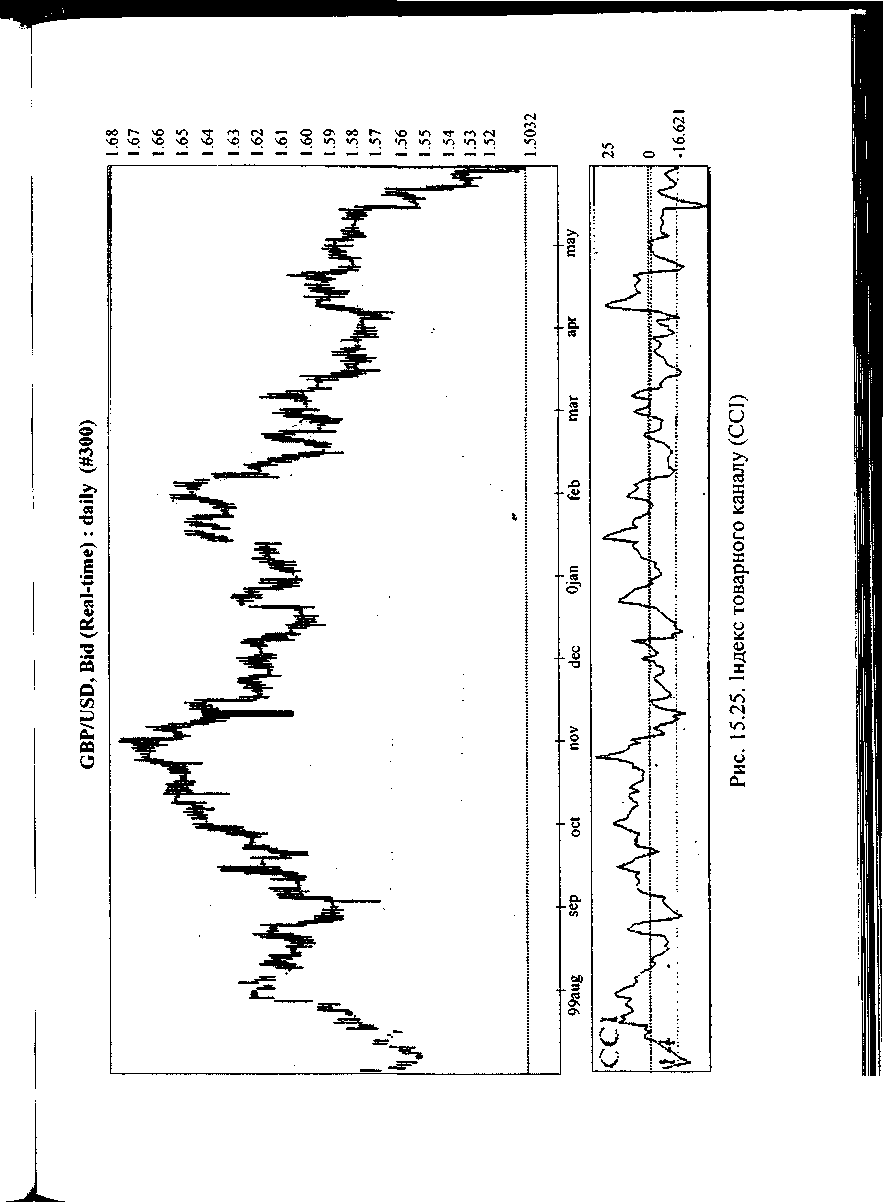 GBP/USD, Bid (Real-time) : daily (#300)
1.68
1.67
1.66
1.65
1.64
1.63
1.62
1.61
1.60
1.59
1.58
1.57
1.56
1.55
1.54
1.53
1.52
1.5032
99aug
sep
oct
nov
dec
0jan
feb
mar
apr
may
CCI
25
0
-16.621
Рис. 15.25. Індекс товарного каналу (CCI)